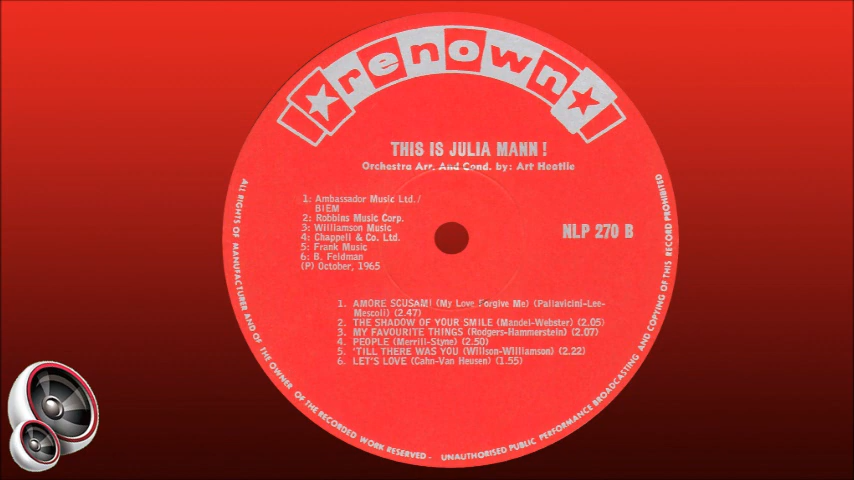 renown
THIS IS JULIA MANN!
Orchestra Arr. And Cond. by: Art Heatlie
1: Ambassador Music Ltd./
BIEM
2: Robbins Music Corp.
3: Williamson Music
4: Chappell & Co. Ltd.
5: Frank Music
6: B. Feldman
(P) October, 1965
NLP 270 B
1. AMORE SCUSAMI (My Love Forgive Me) (Pallavicini-Lee-
Mescoli) (2.47)
2. THE SHADOW OF YOUR SMILE (Mandel-Webster) (2.05)
3. MY FAVOURITE THINGS (Rodgers-Hammerstein) (2.07)
4. PEOPLE (Merrill-Styne) (2.50)
5. 'TILL THERE WAS YOU (Willson-Williamson) (2.22)
6. LET'S LOVE (Cahn-Van Heusen) (1.55)
ALL RIGHTS OF MANUFACTURER AND OF THE OWNER OF THE RECORDED WORK RESERVED - UNAUTHORISED PUBLIC PERFORMANCE BROADCASTING AND COPYING OF THIS RECORD PROHIBITED